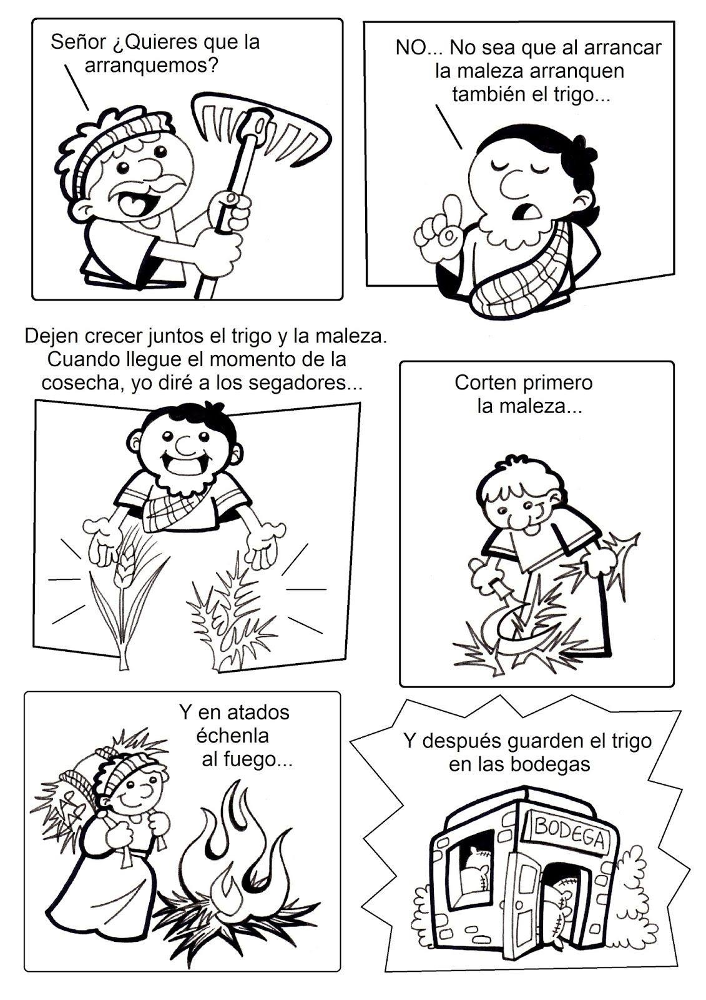 Señor ¿Quieres que la
arranquemos?
NO... No sea que al arrancar
la maleza arranquen
también el trigo...
Dejen crecer juntos el trigo y la maleza.
Cuando llegue el momento de la
cosecha, yo diré a los segadores...
Corten primero
la maleza...
Y en atados
échenla
al fuego...
Y después guarden el trigo
en las bodegas
BODEGA